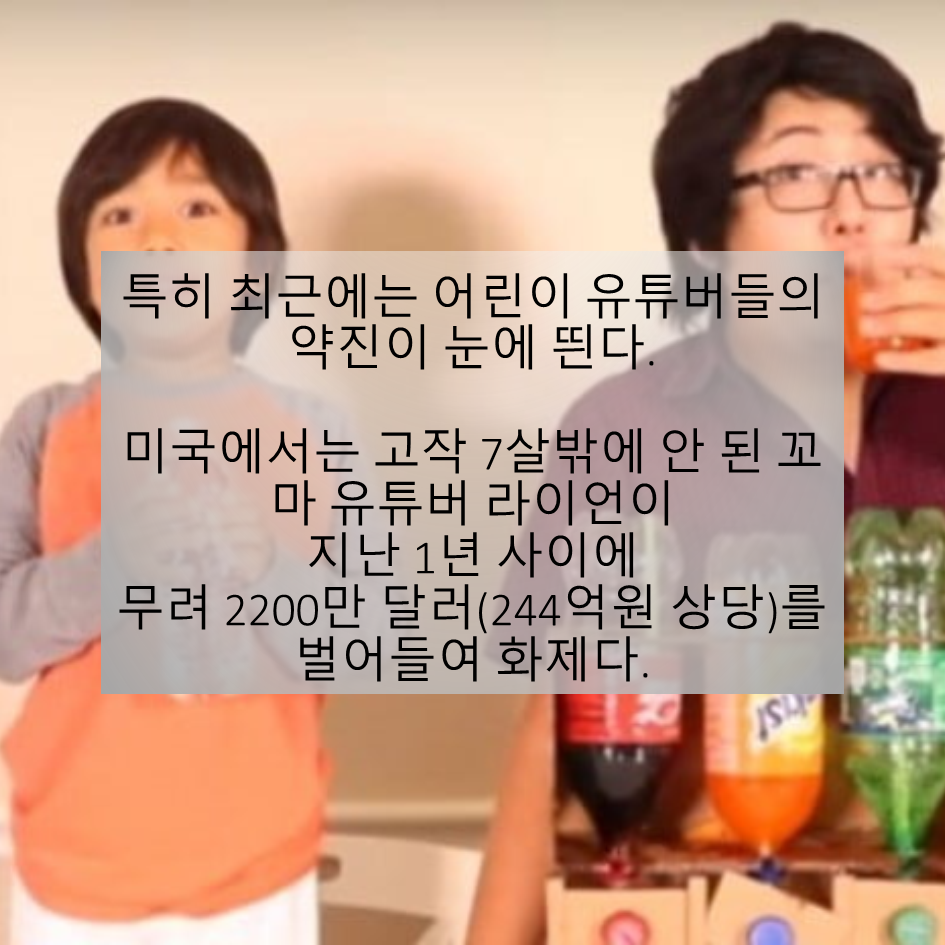 특히 최근에는 어린이 유튜버들의
약진이 눈에 띈다.
미국에서는 고작 7살밖에 안 된 꼬
마 유튜버 라이언이
지난 1년 사이에
무려 2200만 달러(244억원 상당)를
벌어들여 화제다.